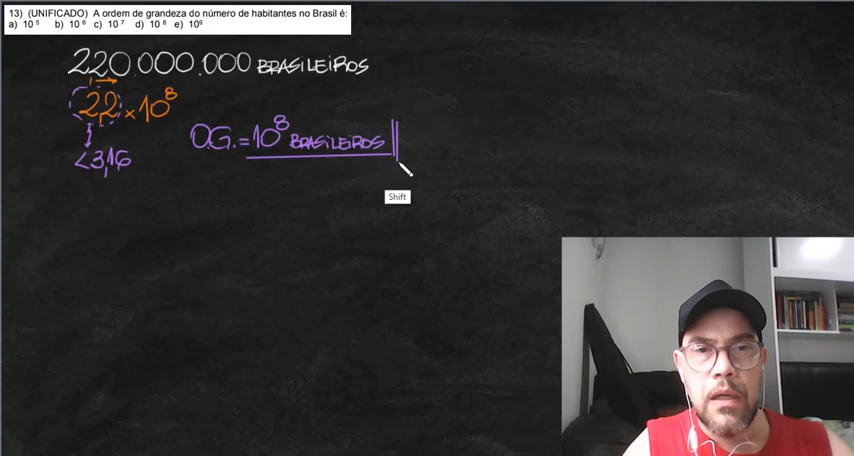 13) (UNIFICADO) A ordem de grandeza do número de habitantes no Brasil é:
a) 10⁵ b) 10⁶ c) 10⁷ d) 10⁸ e) 10⁹
220.000.000 BRASILEIROS
2,2 × 10⁸
O.G. = 10⁸ BRASILEIROS
< 3,16
Shift